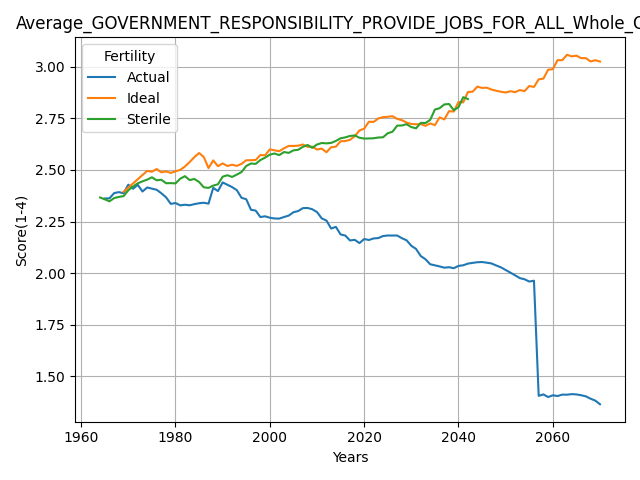 Average_GOVERNMENT_RESPONSIBILITY_PROVIDE_JOBS_FOR_ALL_Whole_
Fertility
Actual
Ideal
Sterile
Score(1-4)
3.00
2.75
2.50
2.25
2.00
1.75
1.50
1960
1980
2000
2020
2040
2060
Years